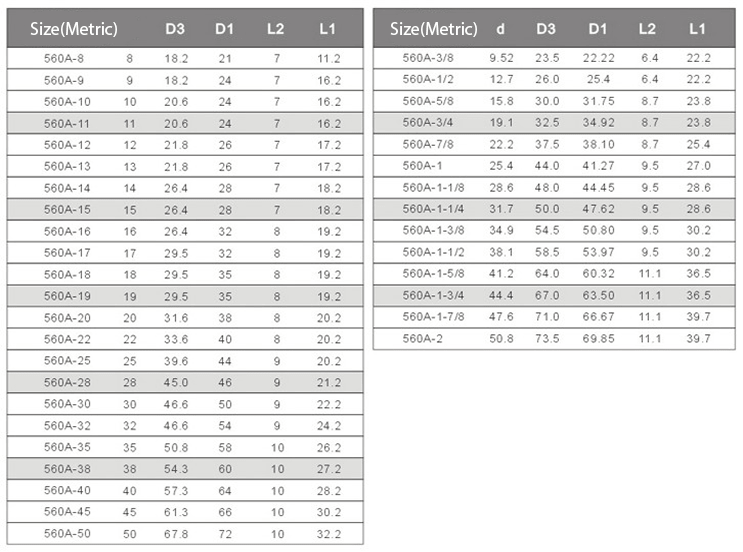 Size(Metric) D3 D1 L2 L1
560A-8 8 18.2 21 7 11.2
560A-9 9 18.2 24 7 16.2
560A-10 10 20.6 24 7 16.2
560A-11 11 20.6 24 7 16.2
560A-12 12 21.8 26 7 17.2
560A-13 13 21.8 26 7 17.2
560A-14 14 26.4 28 7 18.2
560A-15 15 26.4 28 7 18.2
560A-16 16 26.4 32 8 19.2
560A-17 17 29.5 32 8 19.2
560A-18 18 29.5 35 8 19.2
560A-19 19 29.5 35 8 19.2
560A-20 20 31.6 38 8 20.2
560A-22 22 33.6 40 8 20.2
560A-25 25 39.6 44 9 20.2
560A-28 28 45.0 46 9 21.2
560A-30 30 46.6 50 9 22.2
560A-32 32 46.6 54 9 24.2
560A-35 35 50.8 58 10 26.2
560A-38 38 54.3 60 10 27.2
560A-40 40 57.3 64 10 28.2
560A-45 45 61.3 66 10 30.2
560A-50 50 67.8 72 10 32.2
Size(Metric) d D3 D1 L2 L1
560A-3/8 9.52 23.5 22.22 6.4 22.2
560A-1/2 12.7 26.0 25.4 6.4 22.2
560A-5/8 15.8 30.0 31.75 8.7 23.8
560A-3/4 19.1 32.5 34.92 8.7 23.8
560A-7/8 22.2 37.5 38.10 8.7 25.4
560A-1 25.4 44.0 41.27 9.5 27.0
560A-1-1/8 28.6 48.0 44.45 9.5 28.6
560A-1-1/4 31.7 50.0 47.62 9.5 28.6
560A-1-3/8 34.9 54.5 50.80 9.5 30.2
560A-1-1/2 38.1 58.5 53.97 9.5 30.2
560A-1-5/8 41.2 64.0 60.32 11.1 36.5
560A-1-3/4 44.4 67.0 63.50 11.1 36.5
560A-1-7/8 47.6 71.0 66.67 11.1 39.7
560A-2 50.8 73.5 69.85 11.1 39.7